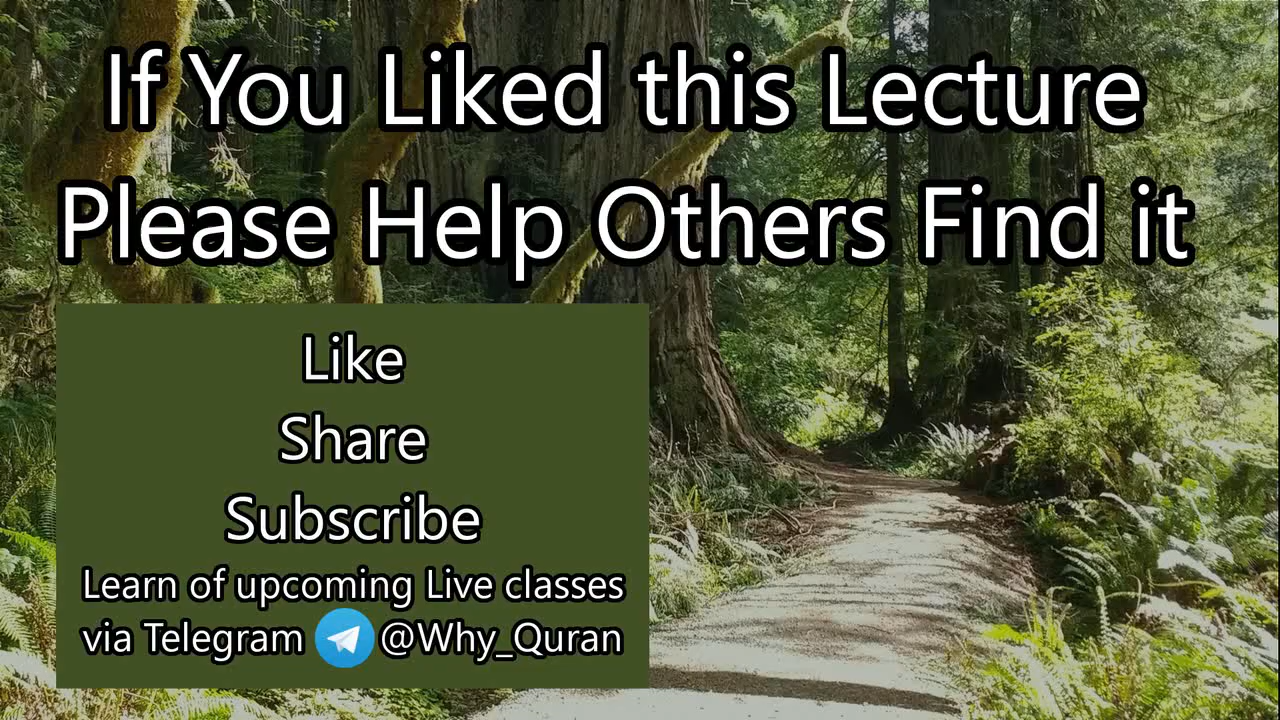 If You Liked this Lecture
Please Help Others Find it
Like
Share
Subscribe
Learn of upcoming Live classes
via Telegram @Why_Quran